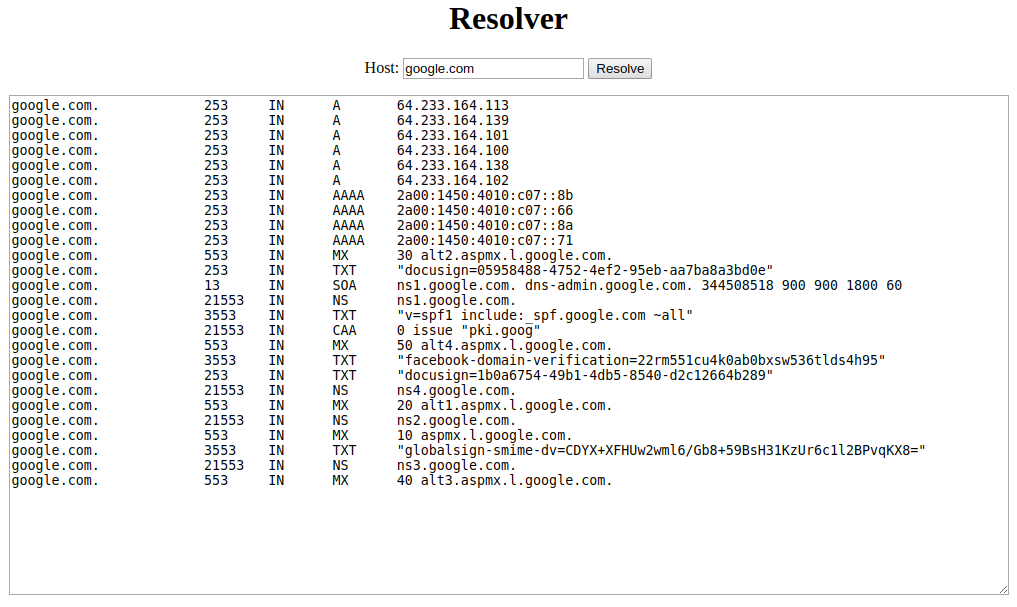 Resolver
Host: google.com Resolve
google.com. 253 IN A 64.233.164.113
google.com. 253 IN A 64.233.164.139
google.com. 253 IN A 64.233.164.101
google.com. 253 IN A 64.233.164.100
google.com. 253 IN A 64.233.164.138
google.com. 253 IN A 64.233.164.102
google.com. 253 IN AAAA 2a00:1450:4010:c07::8b
google.com. 253 IN AAAA 2a00:1450:4010:c07::66
google.com. 253 IN AAAA 2a00:1450:4010:c07::8a
google.com. 253 IN AAAA 2a00:1450:4010:c07::71
google.com. 553 IN MX 30 alt2.aspmx.l.google.com.
google.com. 253 IN TXT "docusign=05958488-4752-4ef2-95eb-aa7ba8a3bd0e"
google.com. 13 IN SOA ns1.google.com. dns-admin.google.com. 344508518 900 900 1800 60
google.com. 21553 IN NS ns1.google.com.
google.com. 3553 IN TXT "v=spf1 include:_spf.google.com ~all"
google.com. 21553 IN CAA 0 issue "pki.goog"
google.com. 553 IN MX 50 alt4.aspmx.l.google.com.
google.com. 3553 IN TXT "facebook-domain-verification=22rm551cu4k0ab0bxsw536tlds4h95"
google.com. 253 IN TXT "docusign=1b0a6754-49b1-4db5-8540-d2c12664b289"
google.com. 21553 IN NS ns4.google.com.
google.com. 553 IN MX 20 alt1.aspmx.l.google.com.
google.com. 21553 IN NS ns2.google.com.
google.com. 553 IN MX 10 aspmx.l.google.com.
google.com. 3553 IN TXT "globalsign-smime-dv=CDYX+XFHUw2wml6/Gb8+59BsH31KzUr6c1l2BPvqKX8="
google.com. 21553 IN NS ns3.google.com.
google.com. 553 IN MX 40 alt3.aspmx.l.google.com.